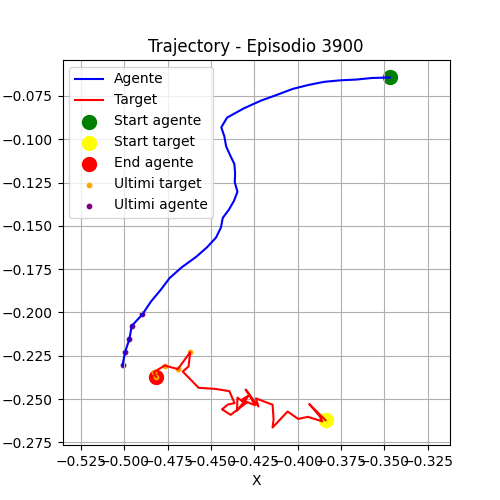 Trajectory - Episodio 3900
Agente
Target
Start agente
Start target
End agente
Ultimi target
Ultimi agente
−0.075
−0.100
−0.125
−0.150
−0.175
−0.200
−0.225
−0.250
−0.275
−0.525 −0.500 −0.475 −0.450 −0.425 −0.400 −0.375 −0.350 −0.325
X